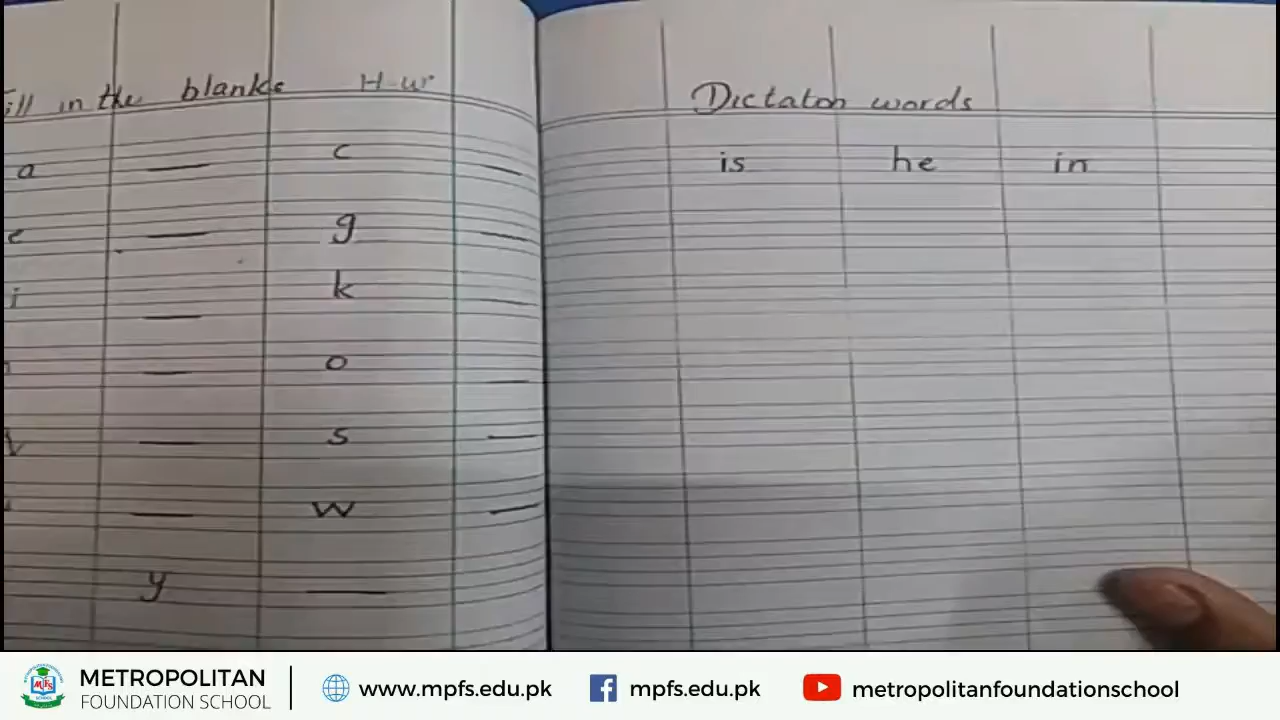 ill in the blanks H-w
a — c —
e — g —
i — k —
— o —
— s —
— w —
y —
Dictaton words
is he in
METROPOLITAN
FOUNDATION SCHOOL
www.mpfs.edu.pk
mpfs.edu.pk
metropolitanfoundationschool